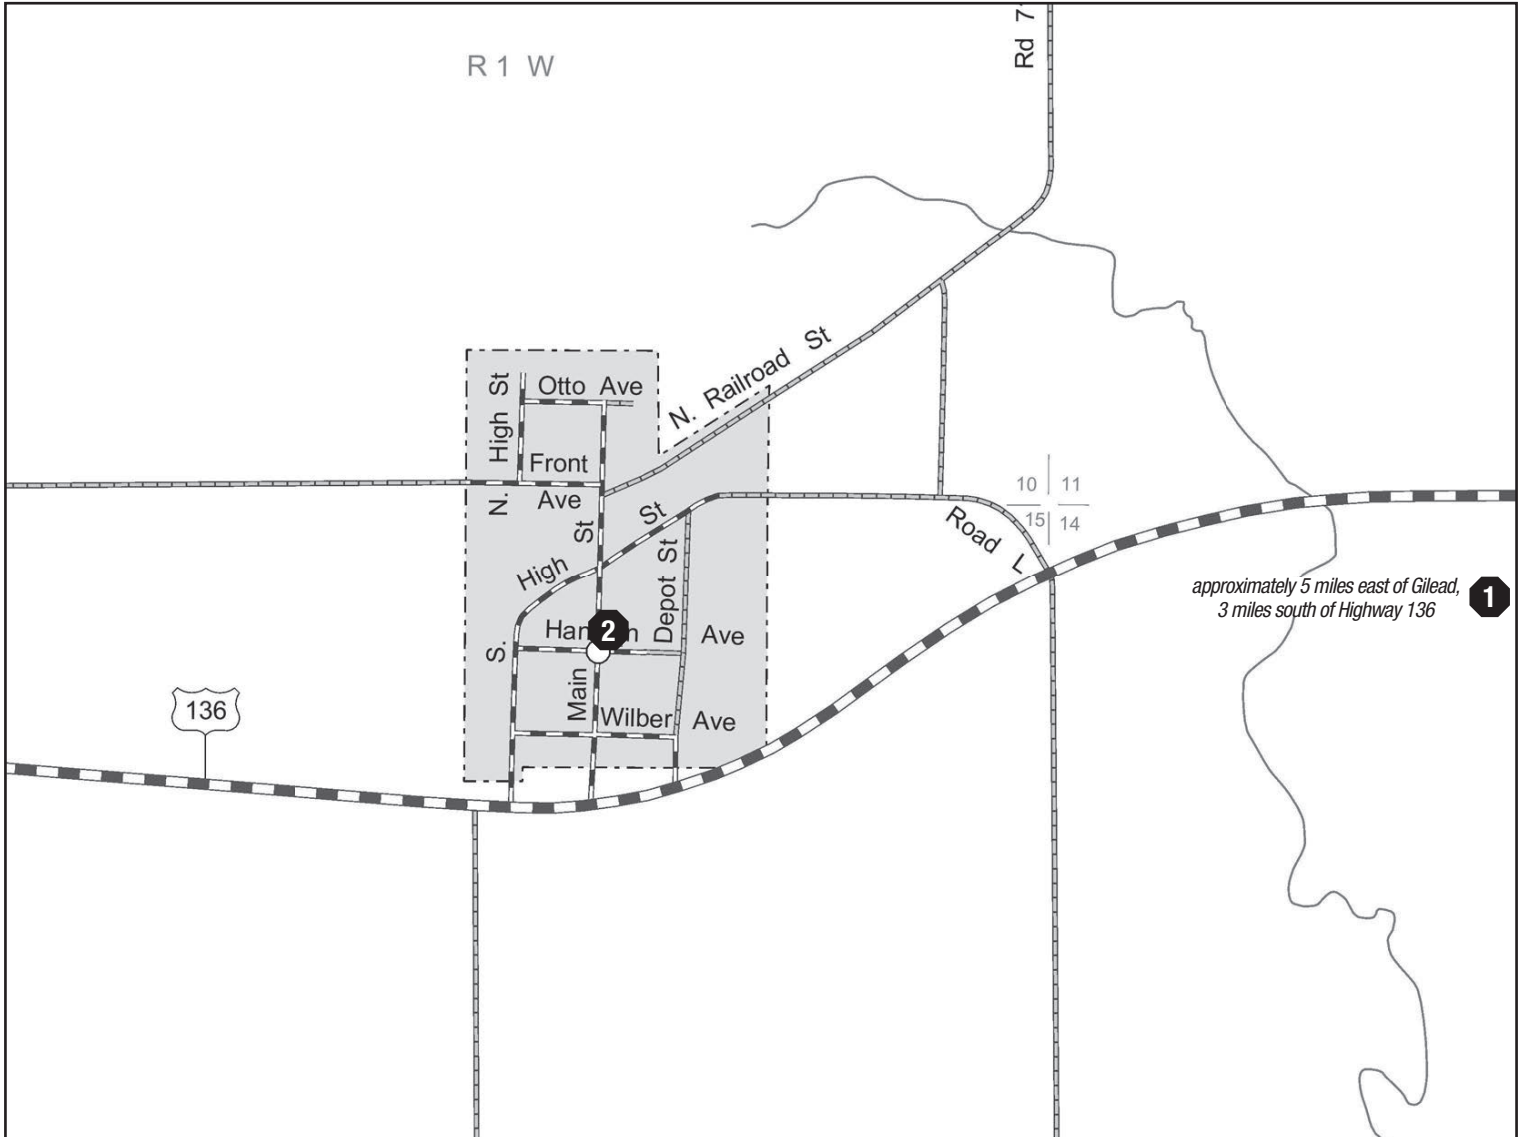 R 1 W
Rd 7
N. Railroad St
N. High St
Otto Ave
Front
Ave
10 11
15 14
S. High St
Main St
Depot St
Road L
approximately 5 miles east of Gilead,
3 miles south of Highway 136
1
2
Ave
Wilber Ave
136